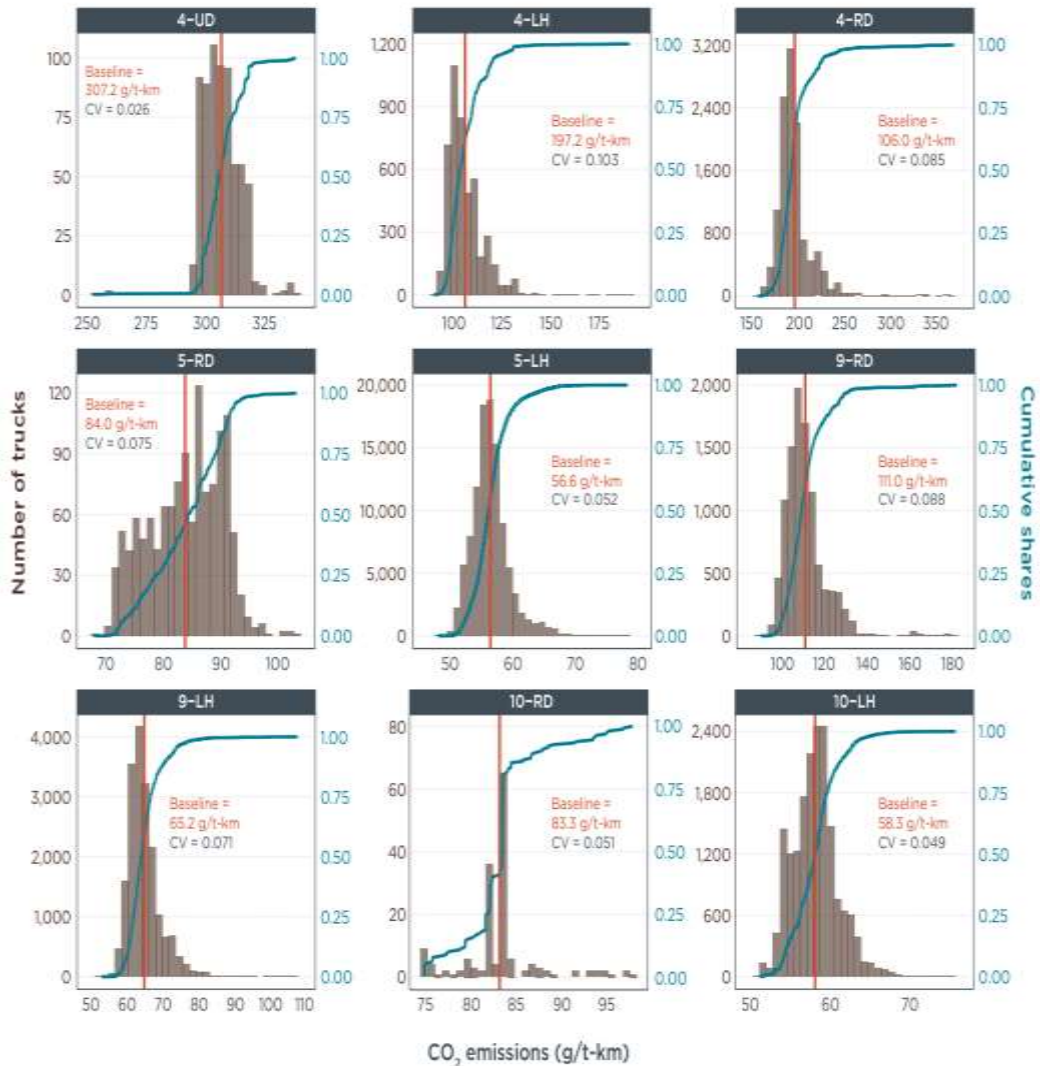 4-UD
100
75
50
25
0
1.00
0.75
0.50
0.25
0.00
Baseline =
307.2 g/t-km
CV = 0.026
250 275 300 325
4-LH
1,200
900
600
300
0
1.00
0.75
0.50
0.25
0.00
Baseline =
197.2 g/t-km
CV = 0.103
100 125 150 175
4-RD
3,200
2,400
1,600
800
0
1.00
0.75
0.50
0.25
0.00
Baseline =
106.0 g/t-km
CV = 0.085
150 200 250 300 350
Number of trucks
5-RD
120
90
60
30
0
1.00
0.75
0.50
0.25
0.00
Baseline =
84.0 g/t-km
CV = 0.075
70 80 90 100
5-LH
20,000
15,000
10,000
5,000
0
1.00
0.75
0.50
0.25
0.00
Baseline =
56.6 g/t-km
CV = 0.052
50 60 70 80
9-RD
2,000
1,500
1,000
500
0
1.00
0.75
0.50
0.25
0.00
Baseline =
111.0 g/t-km
CV = 0.088
100 120 140 160 180
Cumulative shares
9-LH
4,000
3,000
2,000
1,000
0
1.00
0.75
0.50
0.25
0.00
Baseline =
65.2 g/t-km
CV = 0.071
50 60 70 80 90 100 110
10-RD
80
60
40
20
0
1.00
0.75
0.50
0.25
0.00
Baseline =
83.3 g/t-km
CV = 0.051
75 80 85 90 95
10-LH
2,400
1,800
1,200
600
0
1.00
0.75
0.50
0.25
0.00
Baseline =
58.3 g/t-km
CV = 0.049
50 60 70
CO₂ emissions (g/t-km)